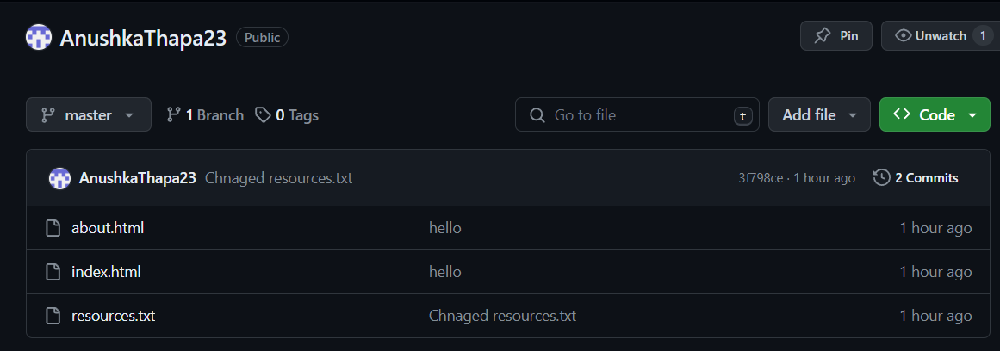 AnushkaThapa23 Public Pin Unwatch 1
master 1 Branch 0 Tags Go to file t Add file Code
AnushkaThapa23 Chnaged resources.txt 3f798ce · 1 hour ago 2 Commits
about.html hello 1 hour ago
index.html hello 1 hour ago
resources.txt Chnaged resources.txt 1 hour ago